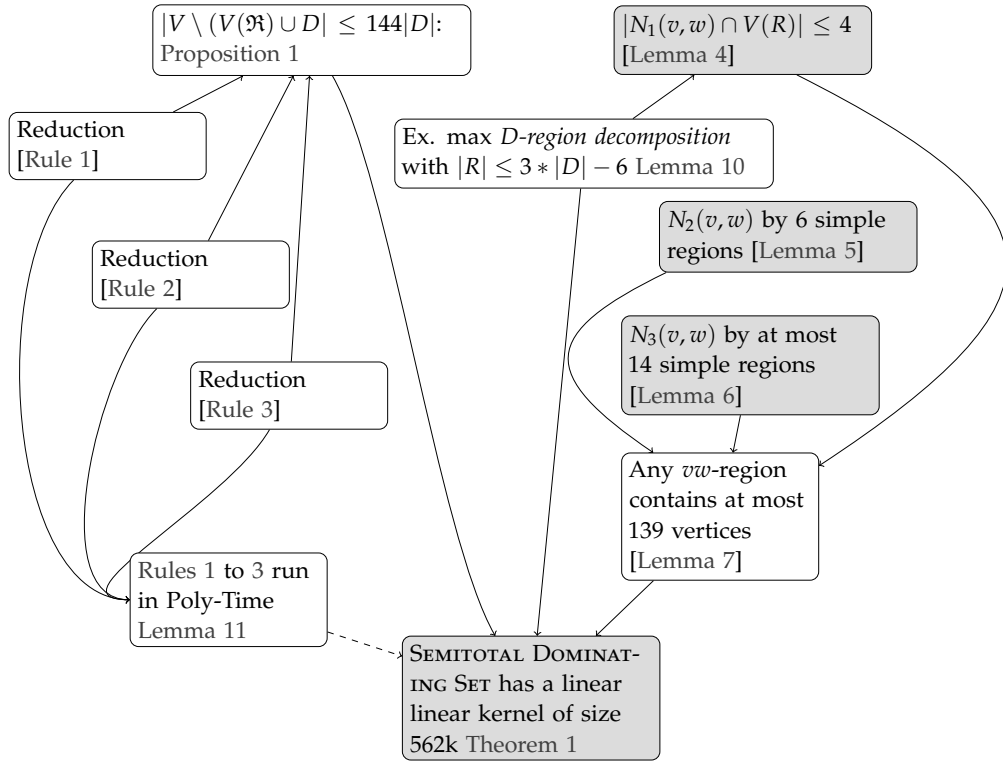 |V \ (V(ℜ) ∪ D| ≤ 144|D|:
Proposition 1
|N₁(v, w) ∩ V(R)| ≤ 4
[Lemma 4]
Reduction
[Rule 1]
Ex. max D-region decomposition
with |R| ≤ 3 * |D| − 6 Lemma 10
N₂(v, w) by 6 simple
regions [Lemma 5]
Reduction
[Rule 2]
N₃(v, w) by at most
14 simple regions
[Lemma 6]
Reduction
[Rule 3]
Any vw-region
contains at most
139 vertices
[Lemma 7]
Rules 1 to 3 run
in Poly-Time
Lemma 11
SEMITOTAL DOMINAT-
ING SET has a linear
linear kernel of size
562k Theorem 1